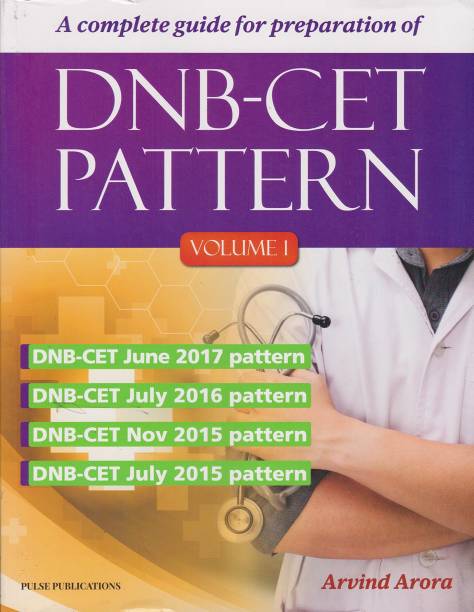 A complete guide for preparation of
DNB-CET
PATTERN
VOLUME I
DNB-CET June 2017 pattern
DNB-CET July 2016 pattern
DNB-CET Nov 2015 pattern
DNB-CET July 2015 pattern
PULSE PUBLICATIONS
Arvind Arora